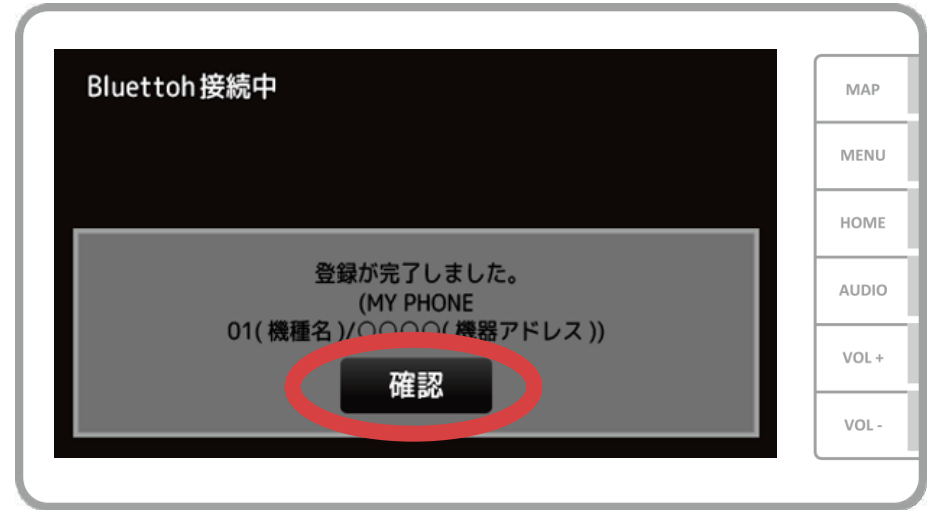 Bluettoh接続中
登録が完了しました。
(MY PHONE
01(機種名)/○○○○(機器アドレス))
確認
MAP
MENU
HOME
AUDIO
VOL +
VOL -